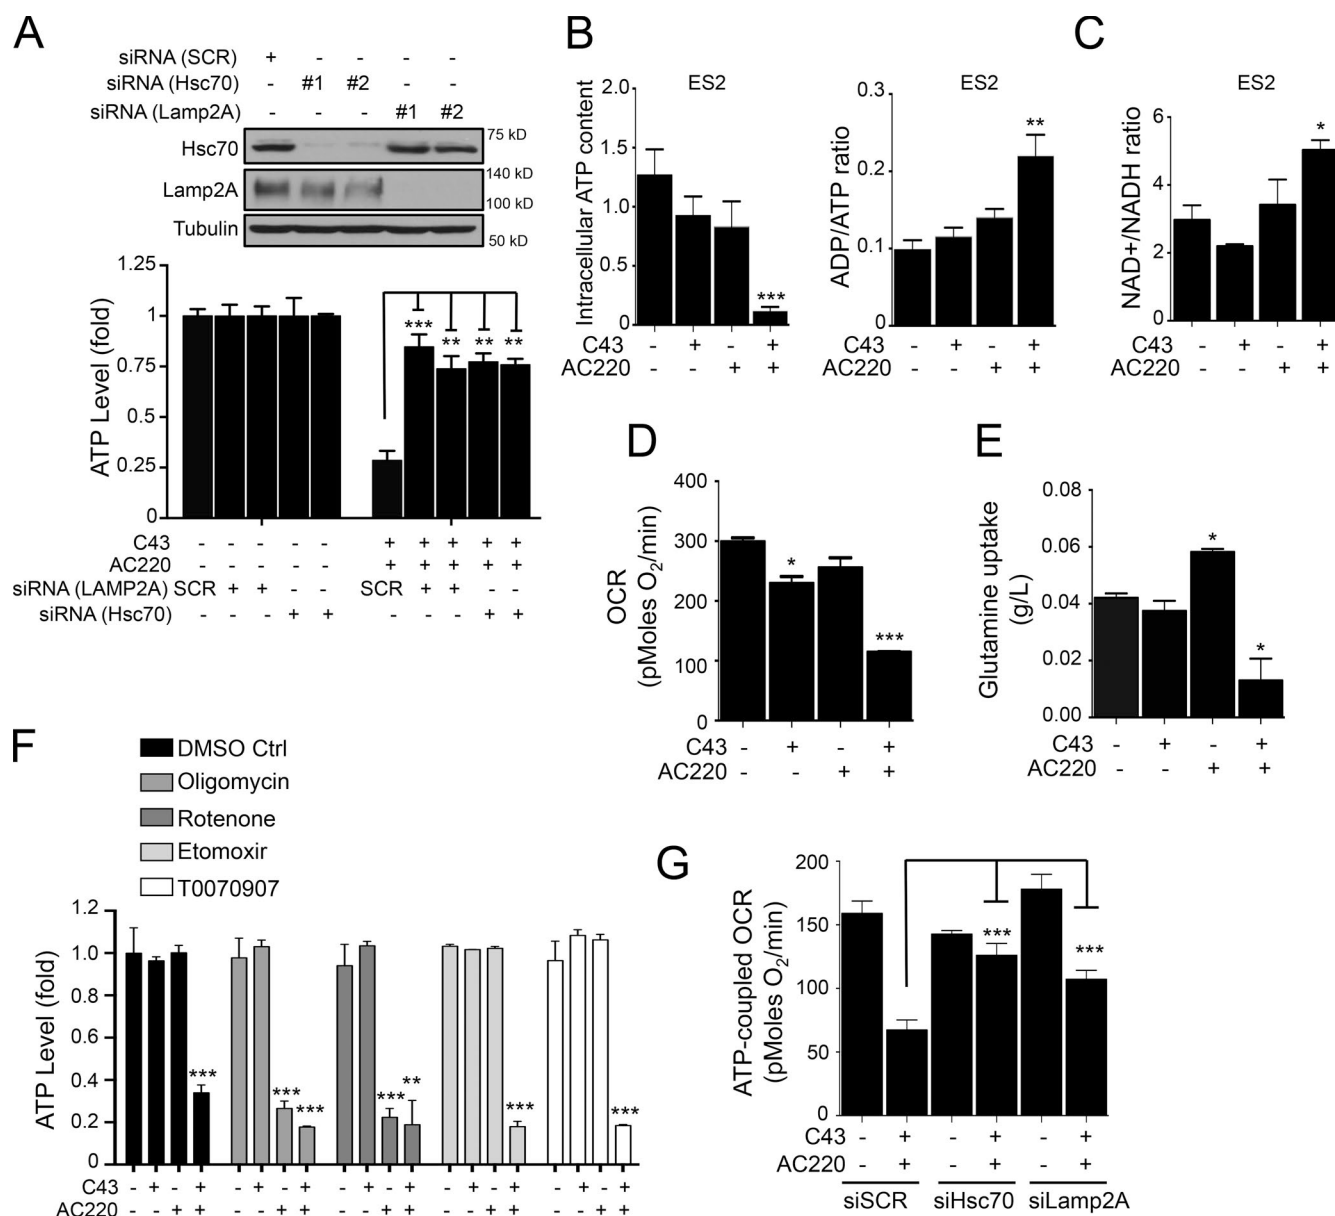 A
siRNA (SCR) + - - - -
siRNA (Hsc70) - #1 #2 - -
siRNA (Lamp2A) - - - #1 #2
Hsc70 75 kD
Lamp2A 140 kD
100 kD
Tubulin 50 kD
ATP Level (fold)
1.25
1
0.75
0.5
0.25
0
*** ** ** **
C43 - - - - - + + + + +
AC220 - - - - - + + + + +
siRNA (LAMP2A) SCR + + - - SCR + + - -
siRNA (Hsc70) - - - + + - - - + +
B
ES2
Intracellular ATP content
2.0
1.5
1.0
0.5
0
***
C43 - + - +
AC220 - - + +
ES2
ADP/ATP ratio
0.3
0.2
0.1
0
**
C43 - + - +
AC220 - - + +
C
ES2
NAD+/NADH ratio
6
4
2
0
*
C43 - + - +
AC220 - - + +
D
OCR
(pMoles O2/min)
400
300
200
100
0
* ***
C43 - + - +
AC220 - - + +
E
Glutamine uptake
(g/L)
0.08
0.06
0.04
0.02
0.00
* *
C43 - + - +
AC220 - - + +
F
DMSO Ctrl
Oligomycin
Rotenone
Etomoxir
T0070907
ATP Level (fold)
1.2
1.0
0.8
0.6
0.4
0.2
0
*** *** *** *** ** *** ***
C43 - + - + - + - + - + - + - + - + - + - +
AC220 - - + + - - + + - - + + - - + + - - + +
G
ATP-coupled OCR
(pMoles O2/min)
200
150
100
50
0
*** ***
C43 - + - + - +
AC220 - + - + - +
siSCR siHsc70 siLamp2A